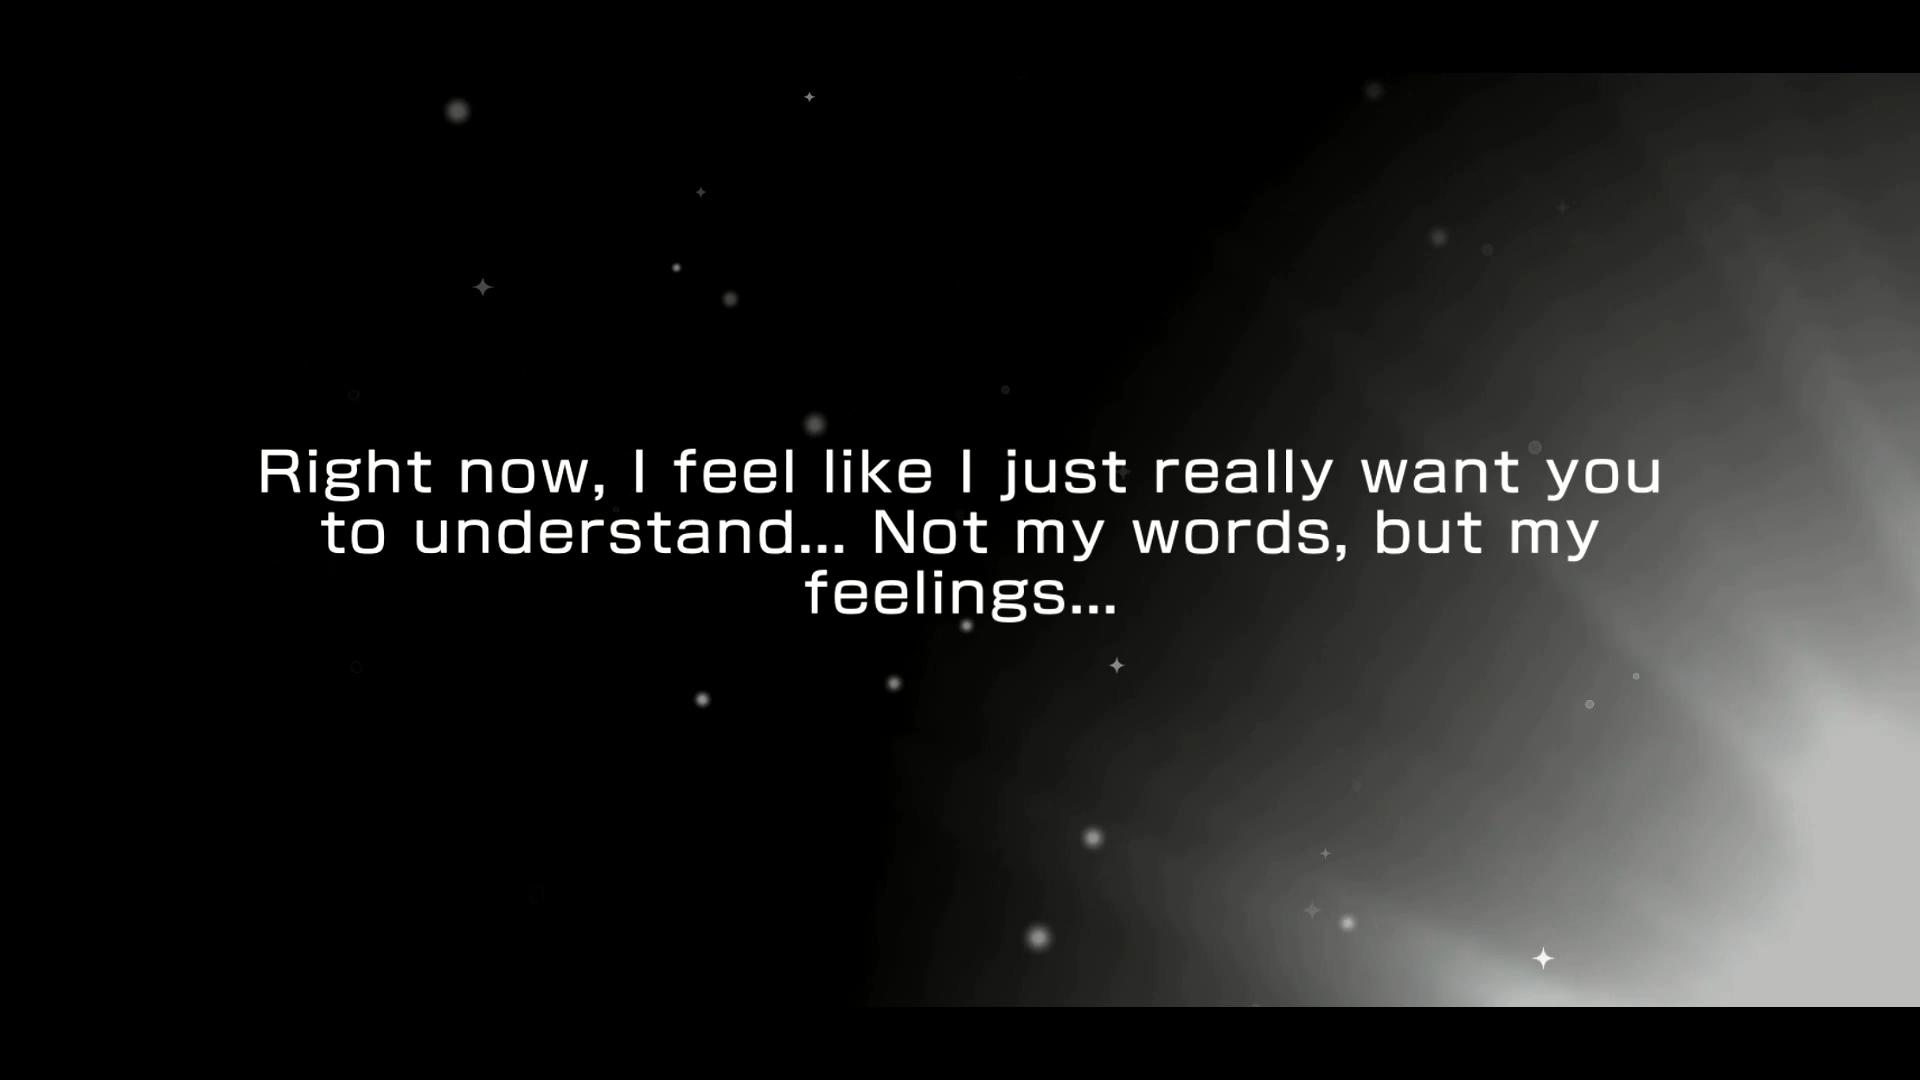 Right now, I feel like I just really want you
to understand... Not my words, but my
feelings...